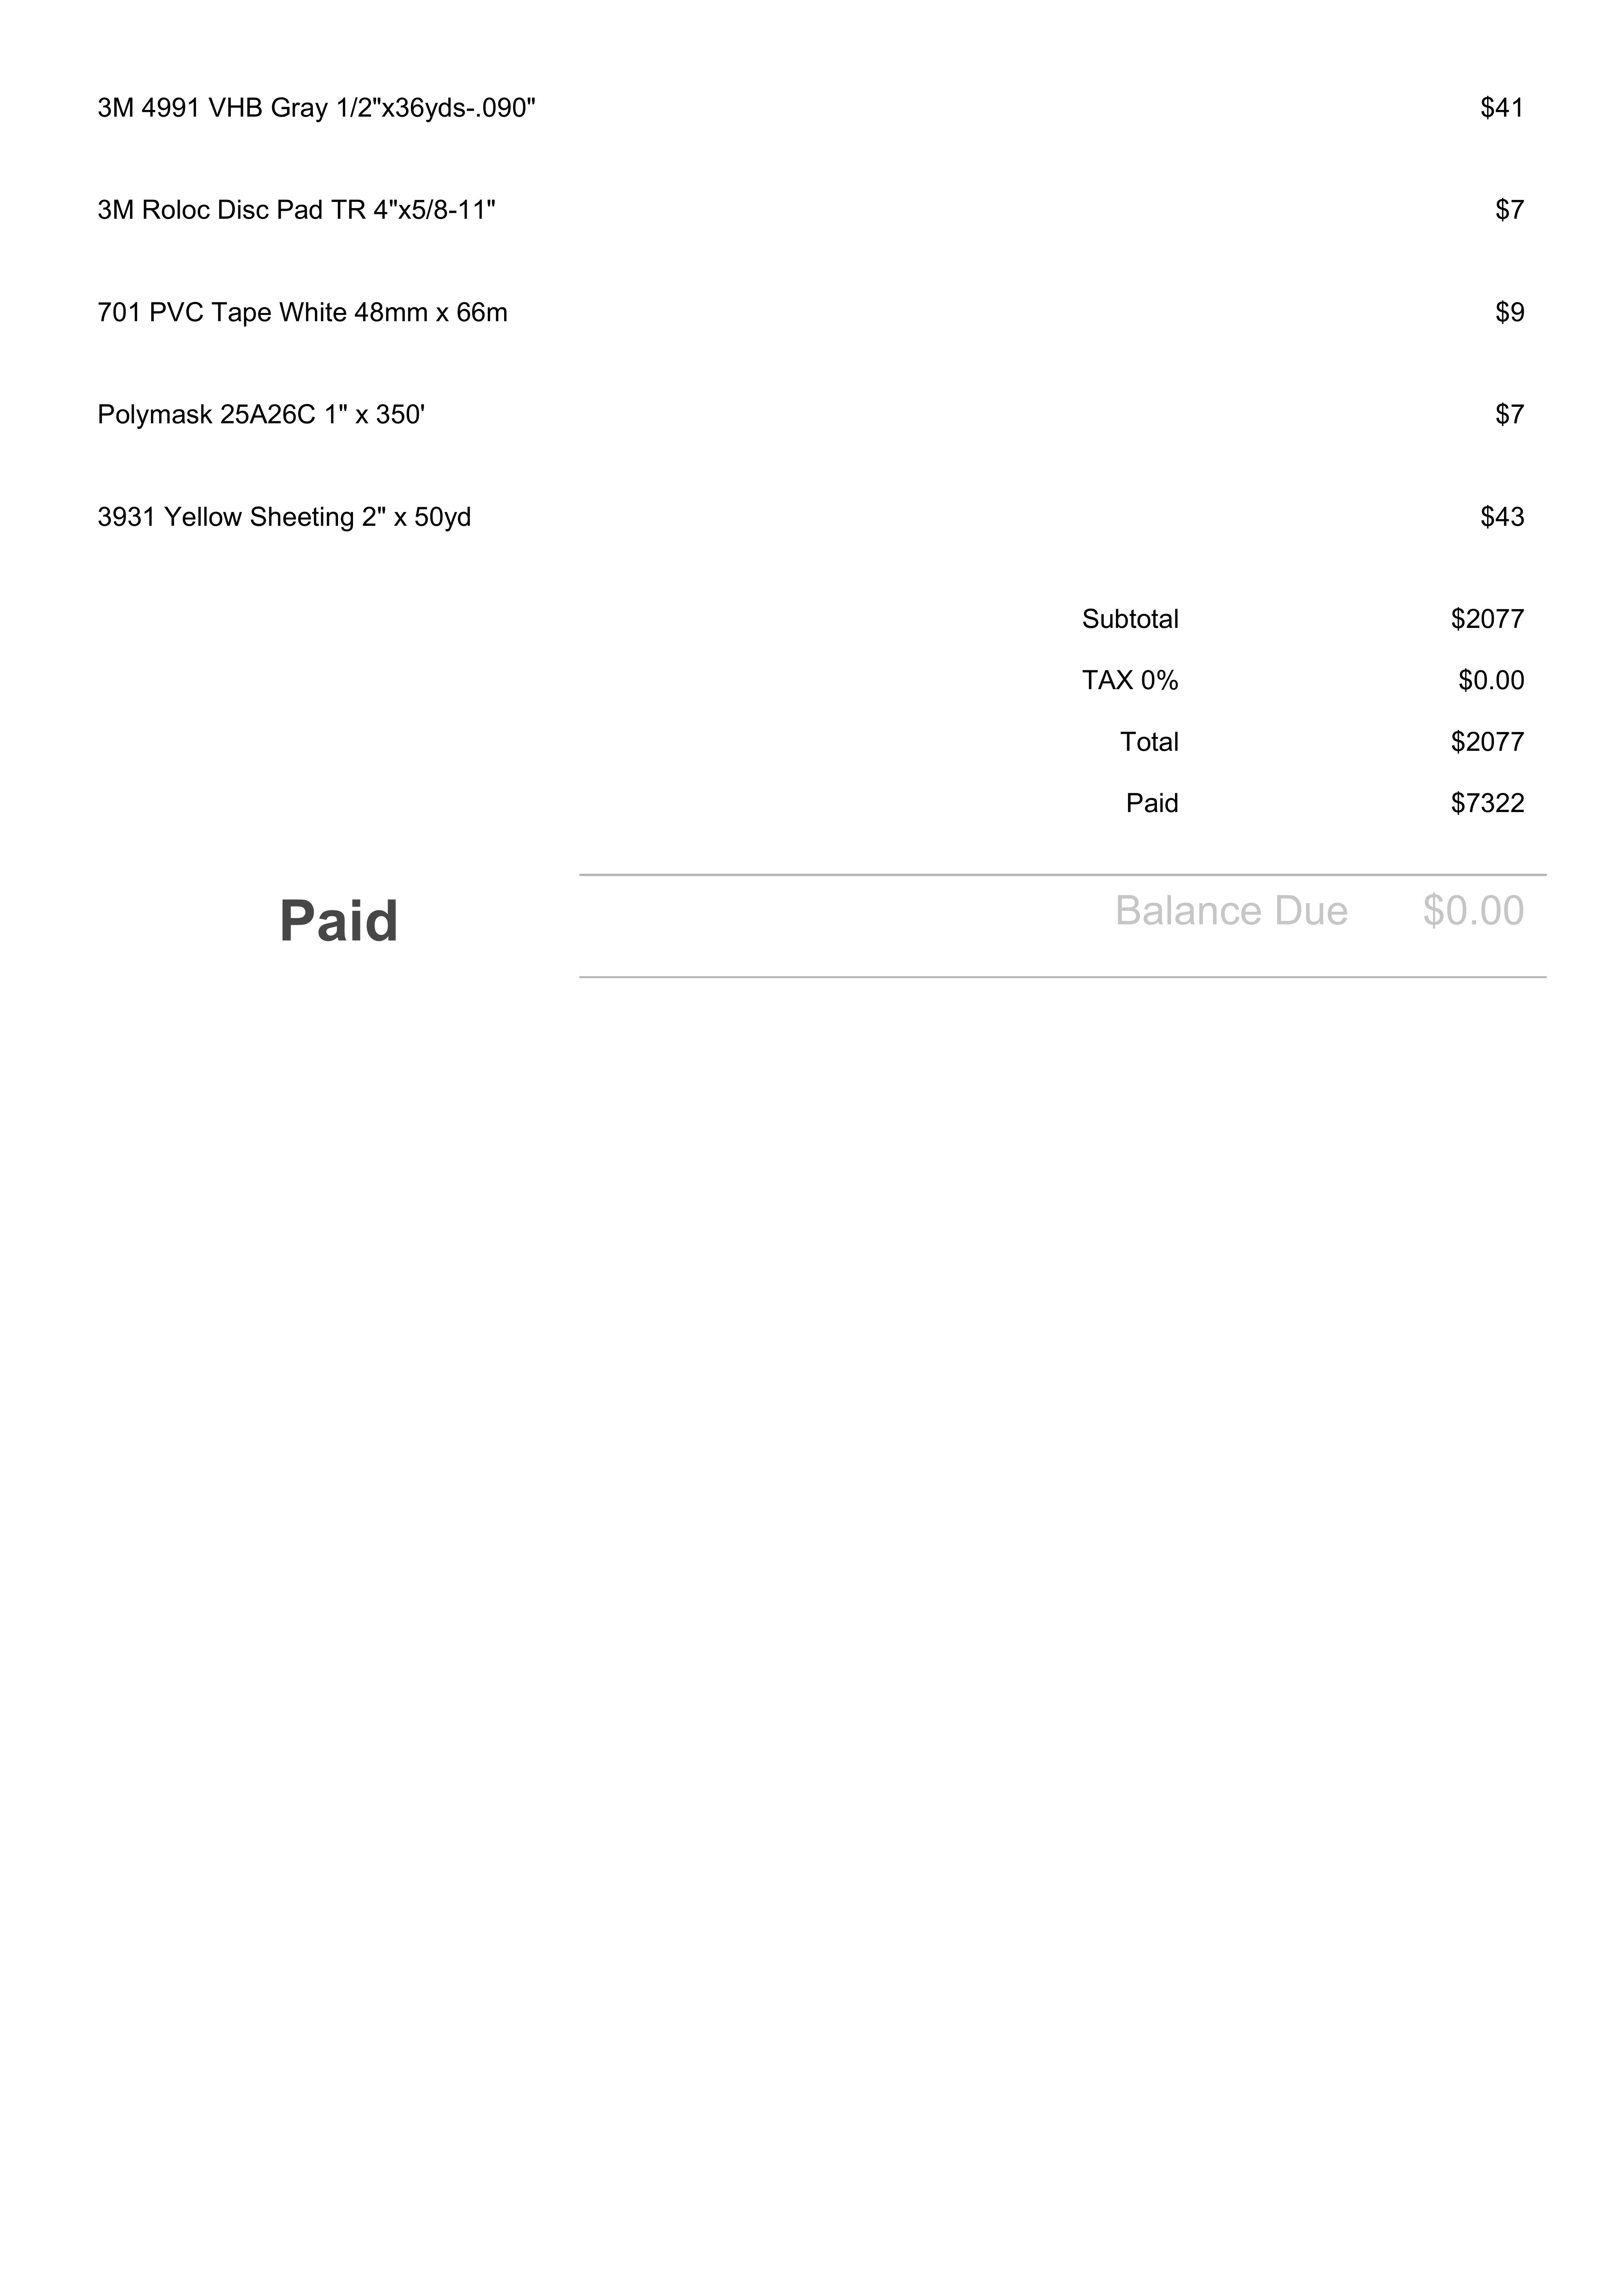 3M 4991 VHB Gray 1/2"x36yds-.090" $41
3M Roloc Disc Pad TR 4"x5/8-11" $7
701 PVC Tape White 48mm x 66m $9
Polymask 25A26C 1" x 350' $7
3931 Yellow Sheeting 2" x 50yd $43
Subtotal $2077
TAX 0% $0.00
Total $2077
Paid $7322
Paid Balance Due $0.00